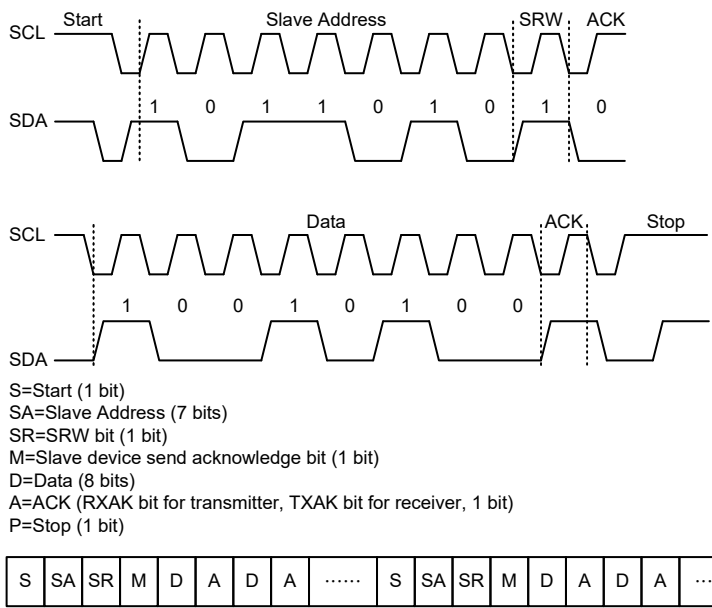 Start Slave Address SRW ACK
SCL
1 0 1 1 0 1 0 1 0
SDA
Data ACK Stop
SCL
1 0 0 1 0 1 0 0
SDA
S=Start (1 bit)
SA=Slave Address (7 bits)
SR=SRW bit (1 bit)
M=Slave device send acknowledge bit (1 bit)
D=Data (8 bits)
A=ACK (RXAK bit for transmitter, TXAK bit for receiver, 1 bit)
P=Stop (1 bit)
S SA SR M D A D A ...... S SA SR M D A D A ...